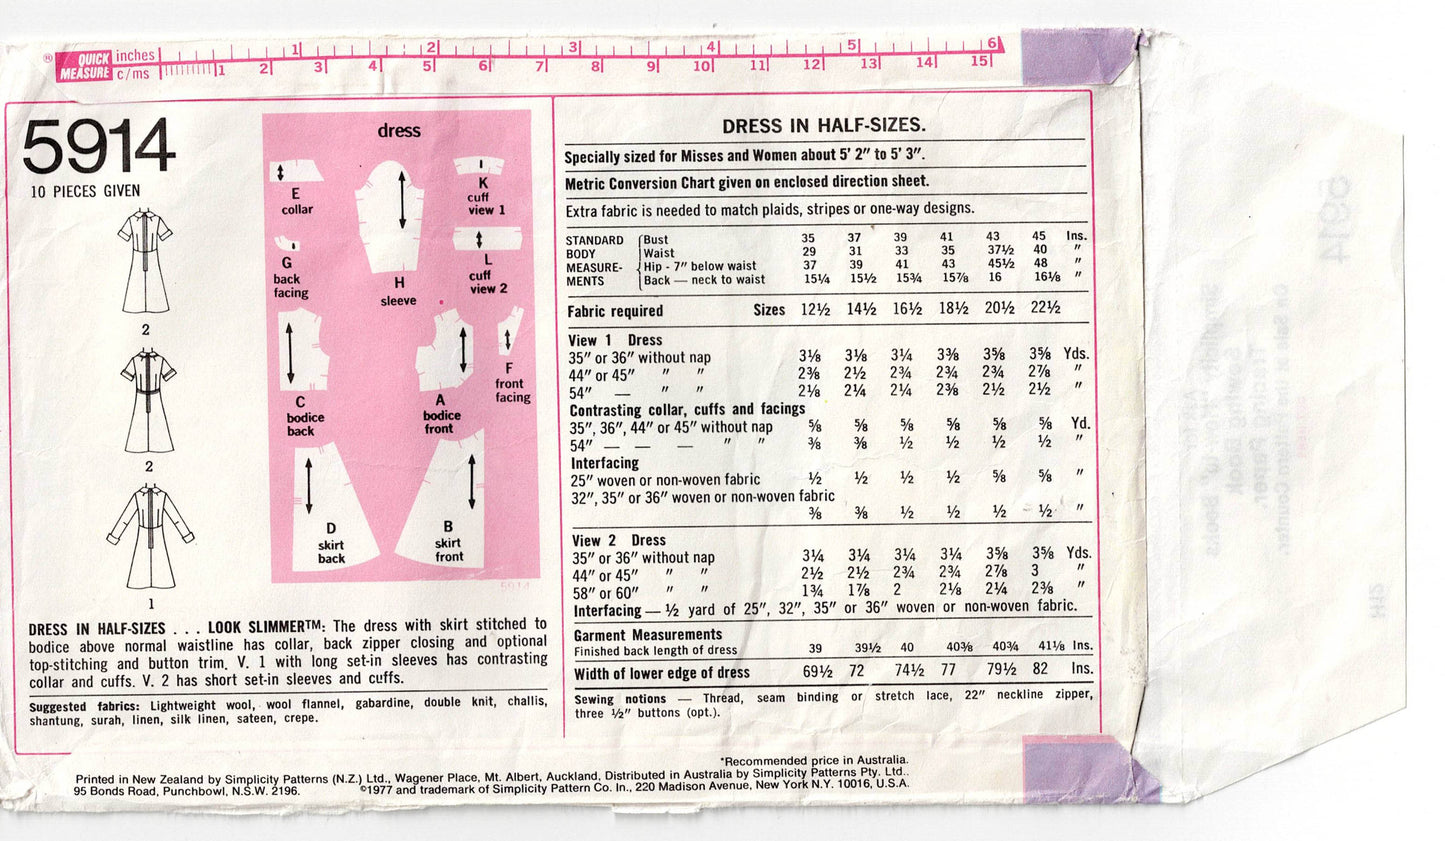 QUICK inches
MEASURE c/ms
1 2 3 4 5 6
1 2 3 4 5 6 7 8 9 10 11 12 13 14 15
5914
10 PIECES GIVEN
2
2
1
dress
E
collar
K
cuff
view 1
G
back
facing
H
sleeve
L
cuff
view 2
C
bodice
back
A
bodice
front
F
front
facing
D
skirt
back
B
skirt
front
5914
DRESS IN HALF-SIZES . . . LOOK SLIMMER™: The dress with skirt stitched to
bodice above normal waistline has collar, back zipper closing and optional
top-stitching and button trim. V. 1 with long set-in sleeves has contrasting
collar and cuffs. V. 2 has short set-in sleeves and cuffs.
Suggested fabrics: Lightweight wool, wool flannel, gabardine, double knit, challis,
shantung, surah, linen, silk linen, sateen, crepe.
DRESS IN HALF-SIZES.
Specially sized for Misses and Women about 5' 2" to 5' 3".
Metric Conversion Chart given on enclosed direction sheet.
Extra fabric is needed to match plaids, stripes or one-way designs.
STANDARD Bust 35 37 39 41 43 45 Ins.
BODY Waist 29 31 33 35 37½ 40 "
MEASURE- Hip - 7" below waist 37 39 41 43 45½ 48 "
MENTS Back — neck to waist 15¼ 15½ 15¾ 15⅞ 16 16⅛ "
Fabric required Sizes 12½ 14½ 16½ 18½ 20½ 22½
View 1 Dress
35" or 36" without nap 3⅛ 3⅛ 3¼ 3⅜ 3⅝ 3⅝ Yds.
44" or 45" " " 2⅜ 2½ 2¾ 2¾ 2¾ 2⅞ "
54" — " " 2⅛ 2¼ 2¼ 2⅜ 2½ 2½ "
Contrasting collar, cuffs and facings
35", 36", 44" or 45" without nap ⅝ ⅝ ⅝ ⅝ ⅝ ⅝ Yd.
54" — — — " " ⅜ ⅜ ½ ½ ½ ½ "
Interfacing
25" woven or non-woven fabric ½ ½ ½ ½ ⅝ ⅝ "
32", 35" or 36" woven or non-woven fabric
⅜ ⅜ ½ ½ ½ ½ "
View 2 Dress
35" or 36" without nap 3¼ 3¼ 3¼ 3¼ 3⅝ 3⅝ Yds.
44" or 45" " " 2½ 2½ 2¾ 2¾ 2⅞ 3 "
58" or 60" " " 1¾ 1⅞ 2 2⅛ 2¼ 2⅜ "
Interfacing — ½ yard of 25", 32", 35" or 36" woven or non-woven fabric.
Garment Measurements
Finished back length of dress 39 39½ 40 40⅜ 40¾ 41⅛ Ins.
Width of lower edge of dress 69½ 72 74½ 77 79½ 82 Ins.
Sewing notions — Thread, seam binding or stretch lace, 22" neckline zipper,
three ½" buttons (opt.).
*Recommended price in Australia.
Printed in New Zealand by Simplicity Patterns (N.Z.) Ltd., Wagener Place, Mt. Albert, Auckland, Distributed in Australia by Simplicity Patterns Pty. Ltd..
95 Bonds Road, Punchbowl, N.S.W. 2196. ©1977 and trademark of Simplicity Pattern Co. In., 220 Madison Avenue, New York N.Y. 10016, U.S.A.